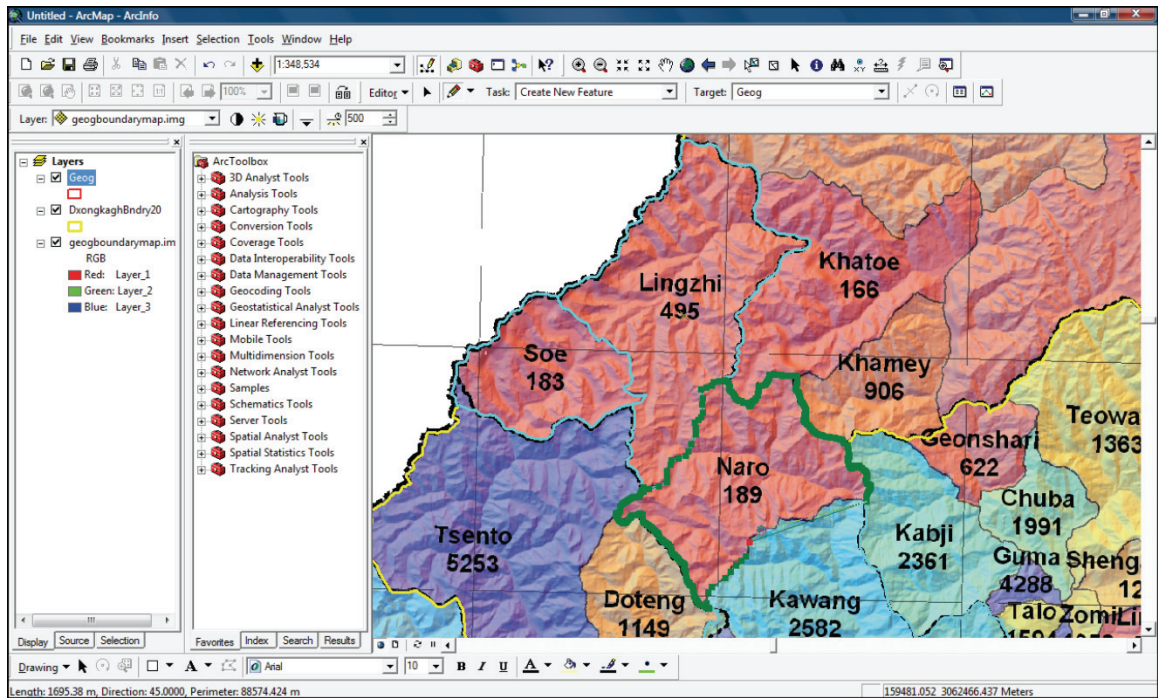 Untitled - ArcMap - ArcInfo
File Edit View Bookmarks Insert Selection Tools Window Help
1:348,534
100%
Editor
Task: Create New Feature
Target: Geog
Layer: geogboundarymap.img
500
Layers
Geog
DxongkaghBndry20
geogboundarymap.im
RGB
Red: Layer_1
Green: Layer_2
Blue: Layer_3
Display Source Selection
ArcToolbox
3D Analyst Tools
Analysis Tools
Cartography Tools
Conversion Tools
Coverage Tools
Data Interoperability Tools
Data Management Tools
Geocoding Tools
Geostatistical Analyst Tools
Linear Referencing Tools
Mobile Tools
Multidimension Tools
Network Analyst Tools
Samples
Schematics Tools
Server Tools
Spatial Analyst Tools
Spatial Statistics Tools
Tracking Analyst Tools
Favorites Index Search Results
Lingzhi
495
Khatoe
166
Soe
183
Khamey
906
Naro
189
Teowa
1363
Geonshari
622
Chuba
1991
Tsento
5253
Kabji
2361
Guma
4288
Sheng
12
Doteng
1149
Kawang
2582
Talo
ZomiLi
Drawing
A
Arial
10
B I U A
Length: 1695.38 m, Direction: 45.0000, Perimeter: 88574.424 m
159481.052 3062466.437 Meters